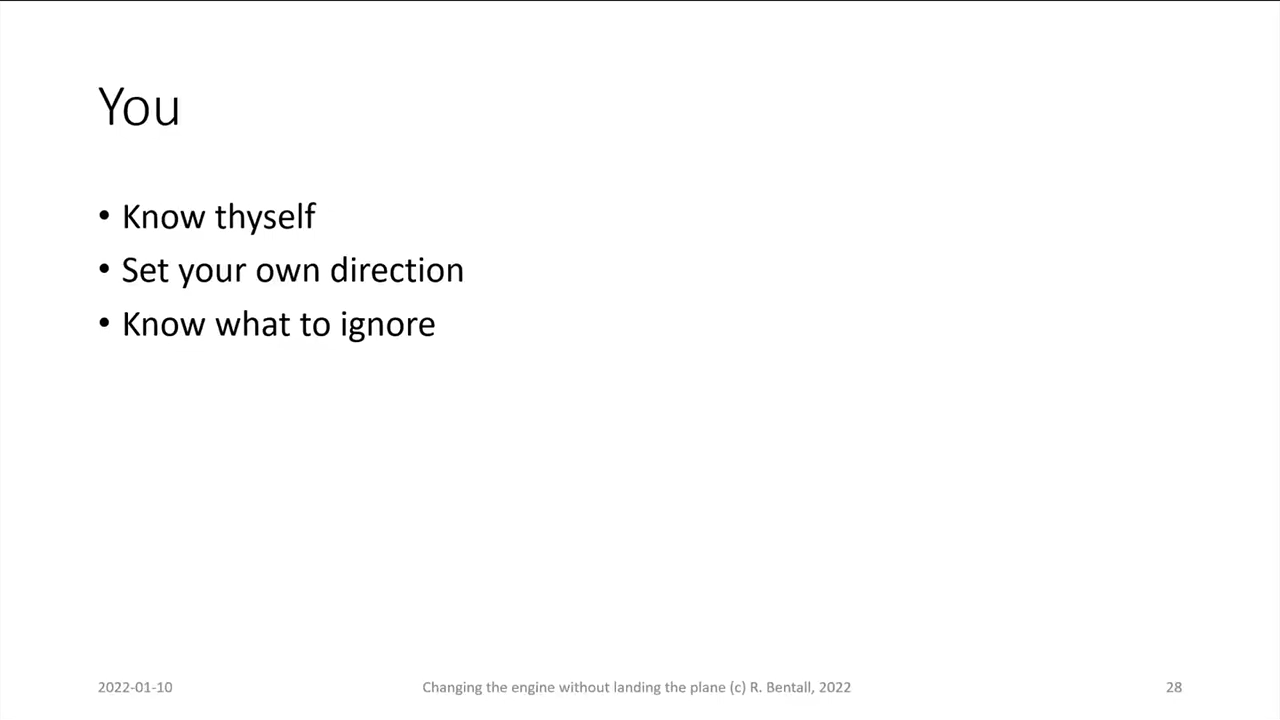 You
• Know thyself
• Set your own direction
• Know what to ignore
2022-01-10
Changing the engine without landing the plane (c) R. Bentall, 2022
28